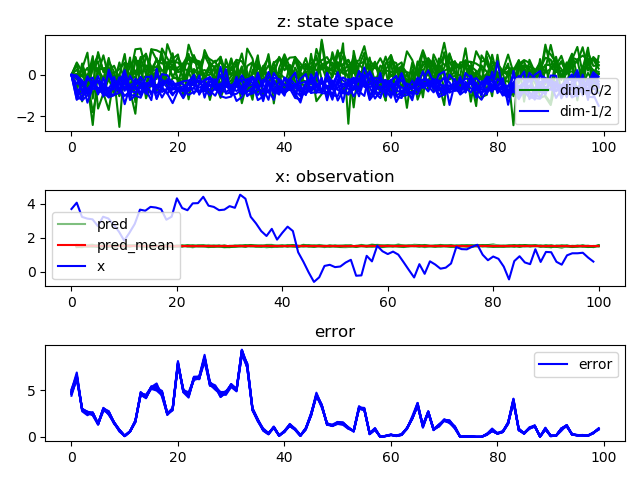 z: state space
0
−2
dim-0/2
dim-1/2
0 20 40 60 80 100
x: observation
4
2
0
pred
pred_mean
x
0 20 40 60 80 100
error
5
0
error
0 20 40 60 80 100